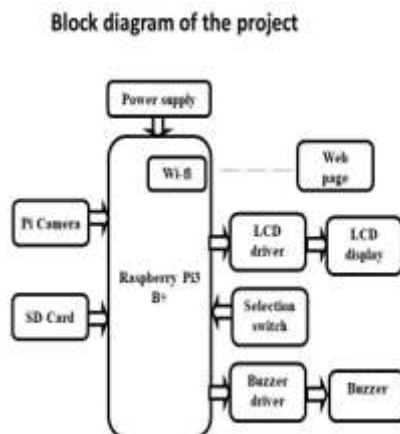 Block diagram of the project
Power supply
Wi-fi
Web
page
Pi Camera
LCD
driver
LCD
display
Raspberry Pi3
B+
SD Card
Selection
switch
Buzzer
driver
Buzzer